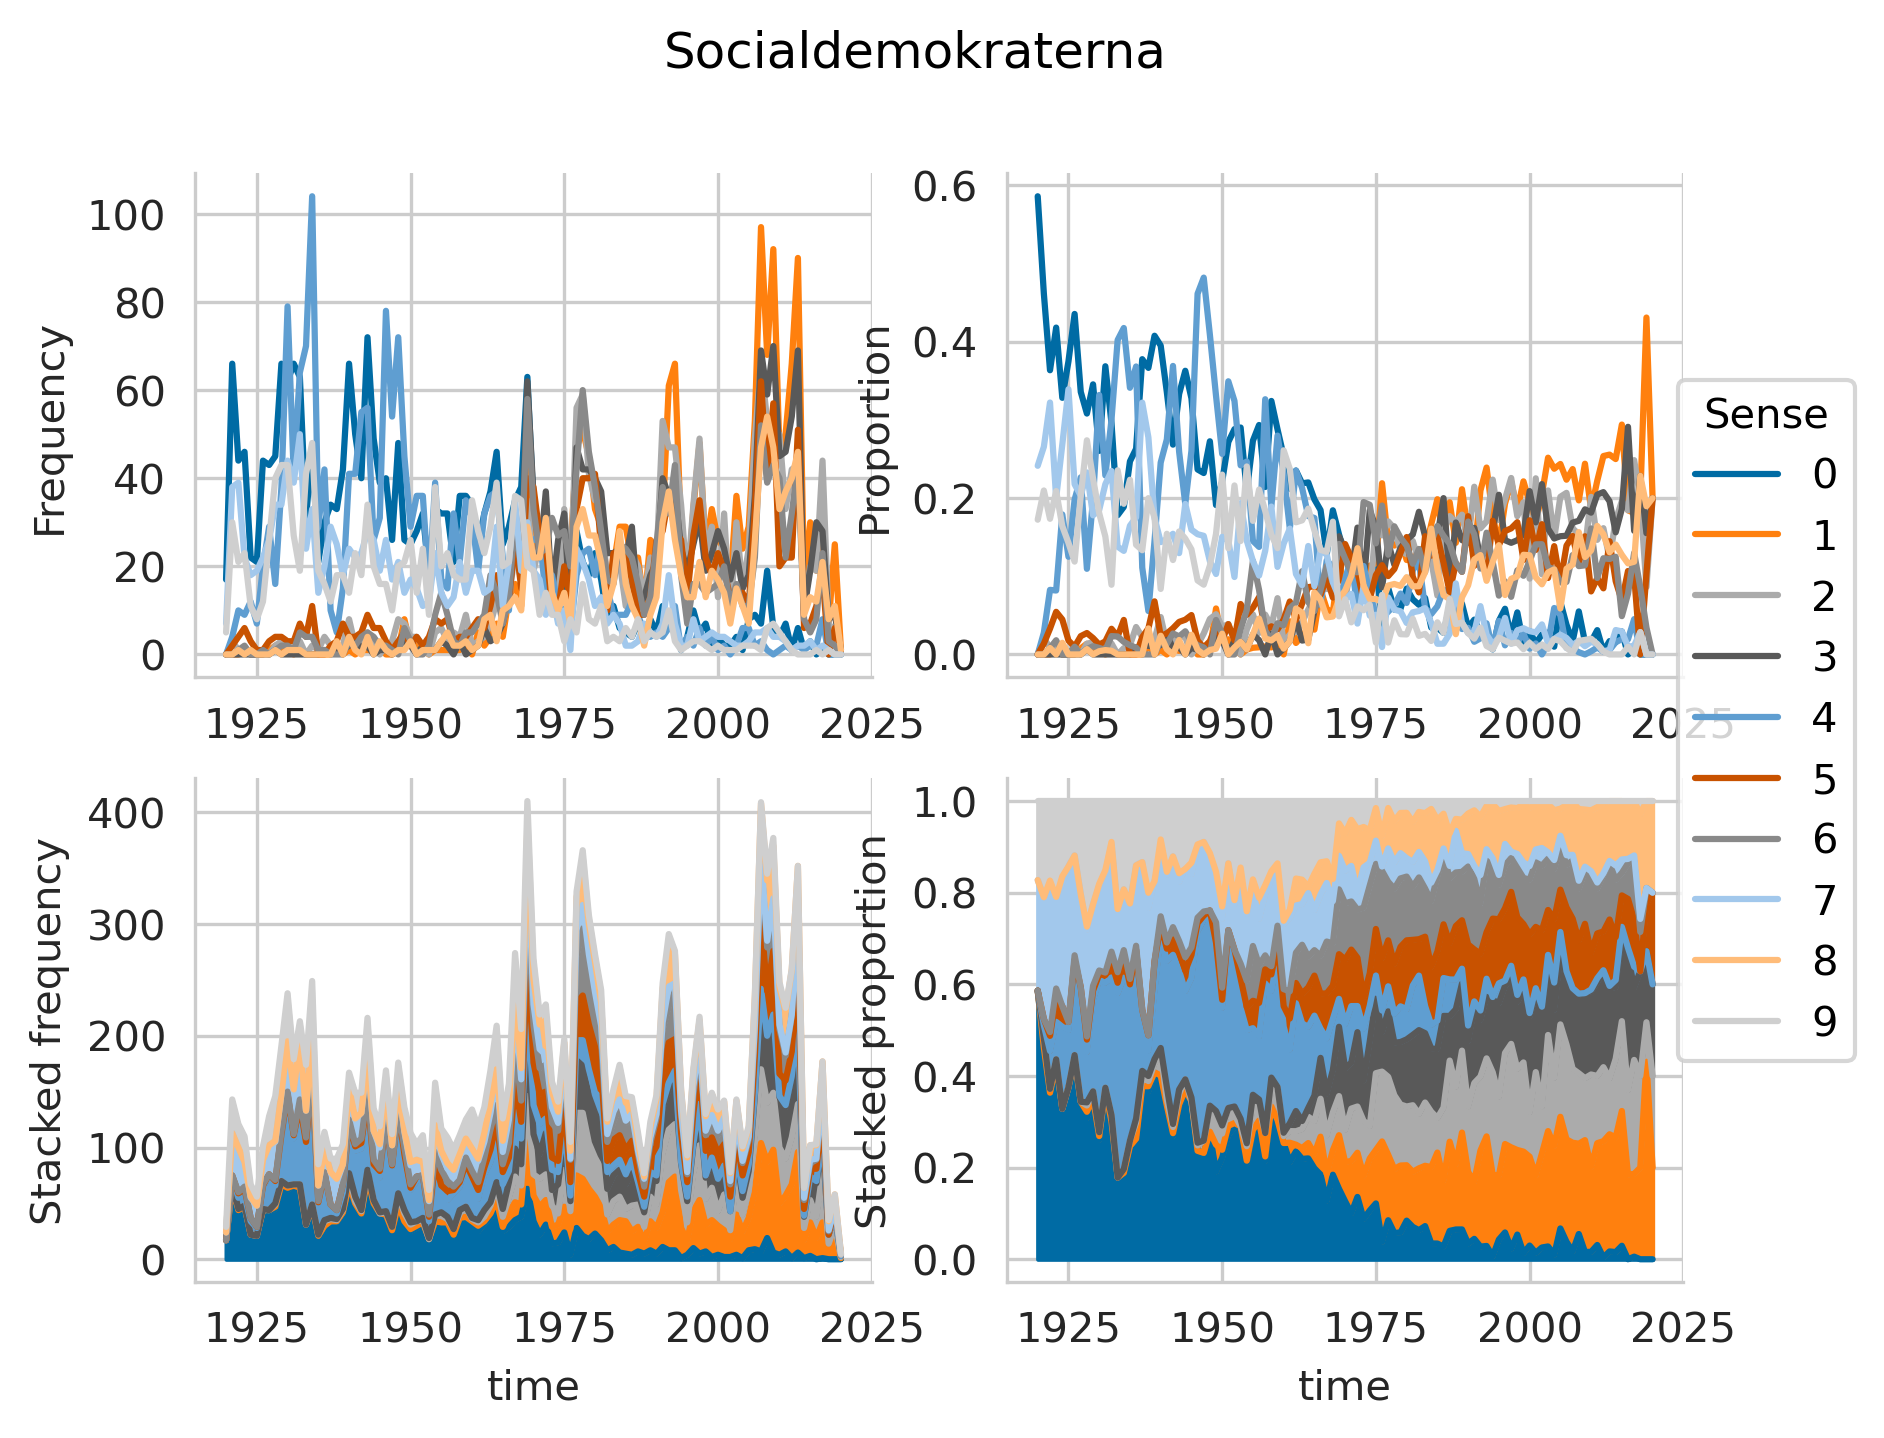 Socialdemokraterna
Frequency
100
80
60
40
20
0
1925 1950 1975 2000 2025
Proportion
0.6
0.4
0.2
0.0
1925 1950 1975 2000 2025
Stacked frequency
400
300
200
100
0
1925 1950 1975 2000 2025
time
Stacked proportion
1.0
0.8
0.6
0.4
0.2
0.0
1925 1950 1975 2000 2025
time
Sense
0
1
2
3
4
5
6
7
8
9